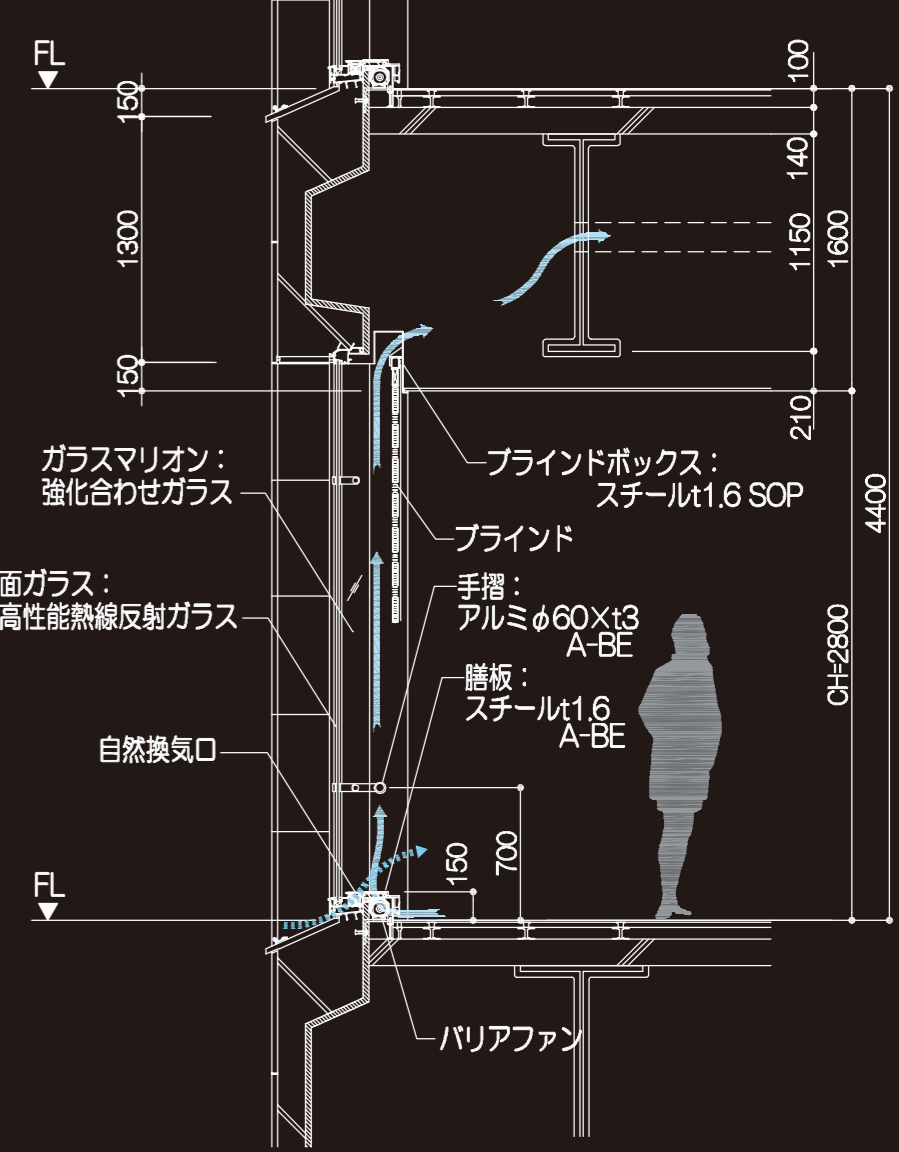 FL
150
1300
150
100
140
1150
1600
210
4400
CH=2800
ガラスマリオン：
強化合わせガラス
面ガラス：
高性能熱線反射ガラス
自然換気口
ブラインドボックス：
スチールt1.6 SOP
ブラインド
手摺：
アルミφ60×t3
A-BE
膳板：
スチールt1.6
A-BE
150
700
FL
バリアファン